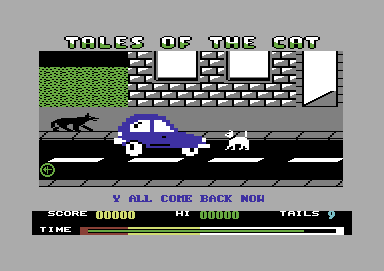 TALES OF THE CAT
Y ALL COME BACK NOW
SCORE 00000 HI 00000 TAILS 9
TIME